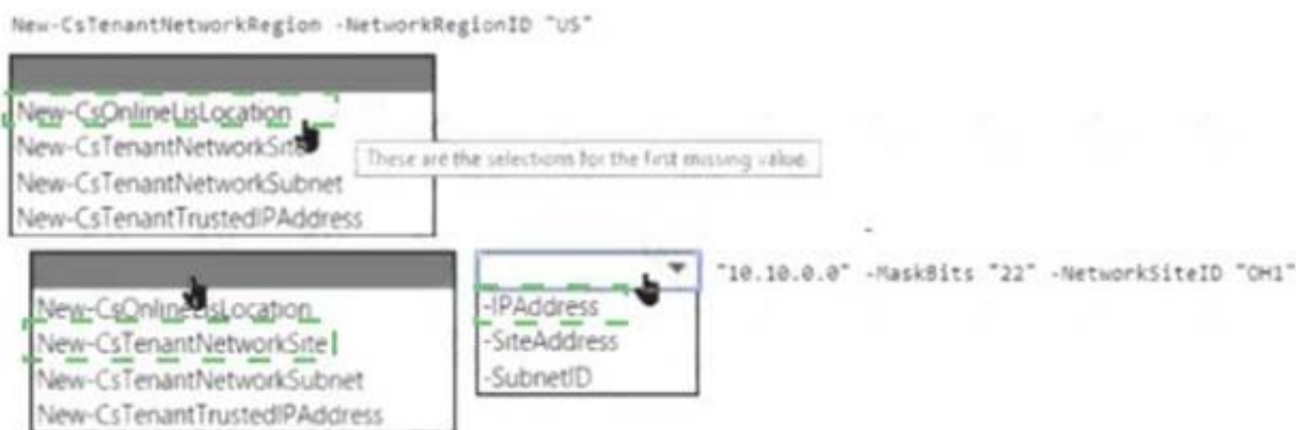 New-CsTenantNetworkRegion -NetworkRegionID "US"
New-CsOnlineLisLocation
New-CsTenantNetworkSite
These are the selections for the first missing value.
New-CsTenantNetworkSubnet
New-CsTenantTrustedIPAddress
"10.10.0.0" -MaskBits "22" -NetworkSiteID "OH1"
New-CsOnlineLisLocation
New-CsTenantNetworkSite
New-CsTenantNetworkSubnet
New-CsTenantTrustedIPAddress
-IPAddress
-SiteAddress
-SubnetID